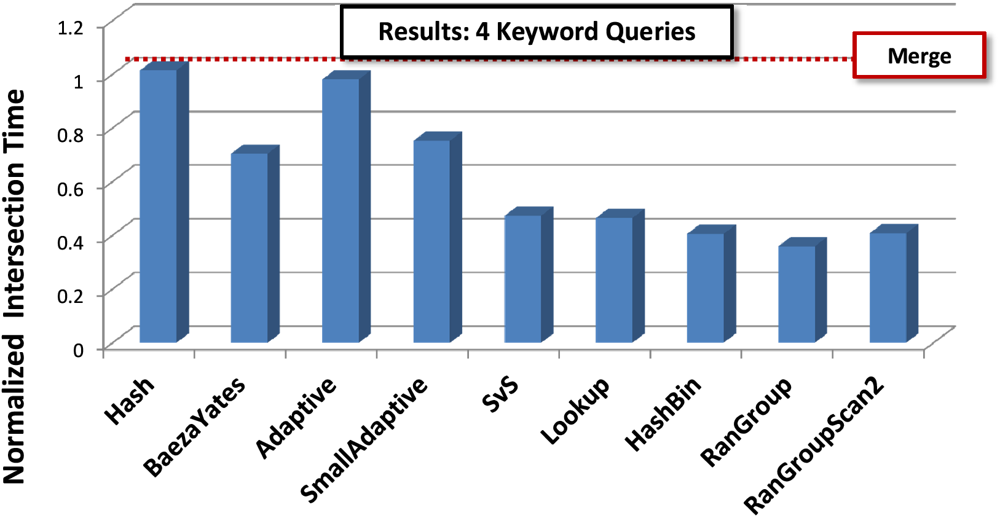 Results: 4 Keyword Queries
Merge
Normalized Intersection Time
1.2
1
0.8
0.6
0.4
0.2
0
Hash
BaezaYates
Adaptive
SmallAdaptive
SvS
Lookup
HashBin
RanGroup
RanGroupScan2